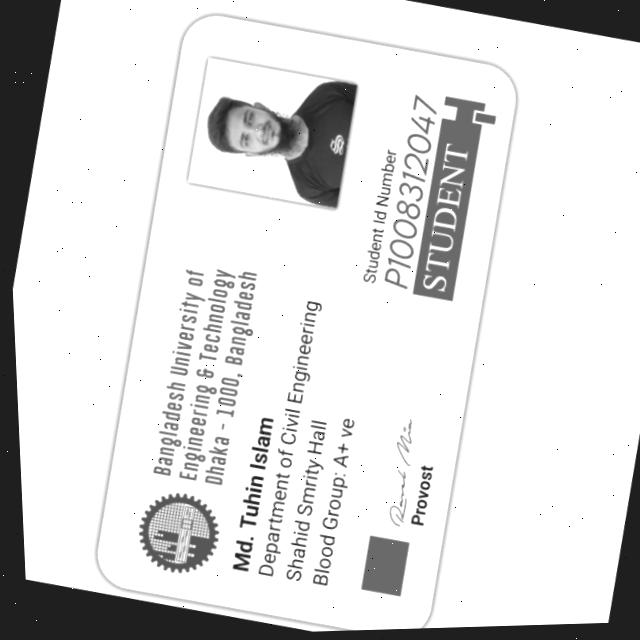 Bangladesh University of
Engineering & Technology
Dhaka - 1000, Bangladesh
Md. Tuhin Islam
Department of Civil Engineering
Shahid Smrity Hall
Blood Group: A+ ve
Provost
Student Id Number
P1008312047
STUDENT